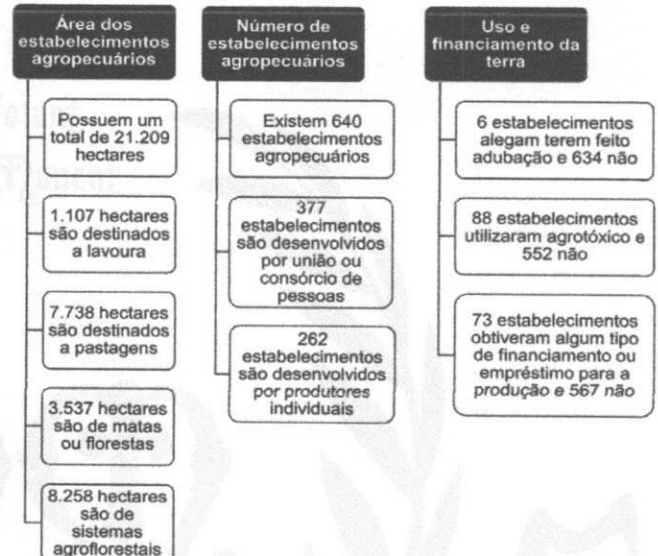 Área dos
estabelecimentos
agropecuários
Possuem um
total de 21.209
hectares
1.107 hectares
são destinados
a lavoura
7.738 hectares
são destinados
a pastagens
3.537 hectares
são de matas
ou florestas
8.258 hectares
são de
sistemas
agroflorestais
Número de
estabelecimentos
agropecuários
Existem 640
estabelecimentos
agropecuários
377
estabelecimentos
são desenvolvidos
por união ou
consórcio de
pessoas
262
estabelecimentos
são desenvolvidos
por produtores
individuais
Uso e
financiamento da
terra
6 estabelecimentos
alegam terem feito
adubação e 634 não
88 estabelecimentos
utilizaram agrotóxico e
552 não
73 estabelecimentos
obtiveram algum tipo
de financiamento ou
empréstimo para a
produção e 567 não